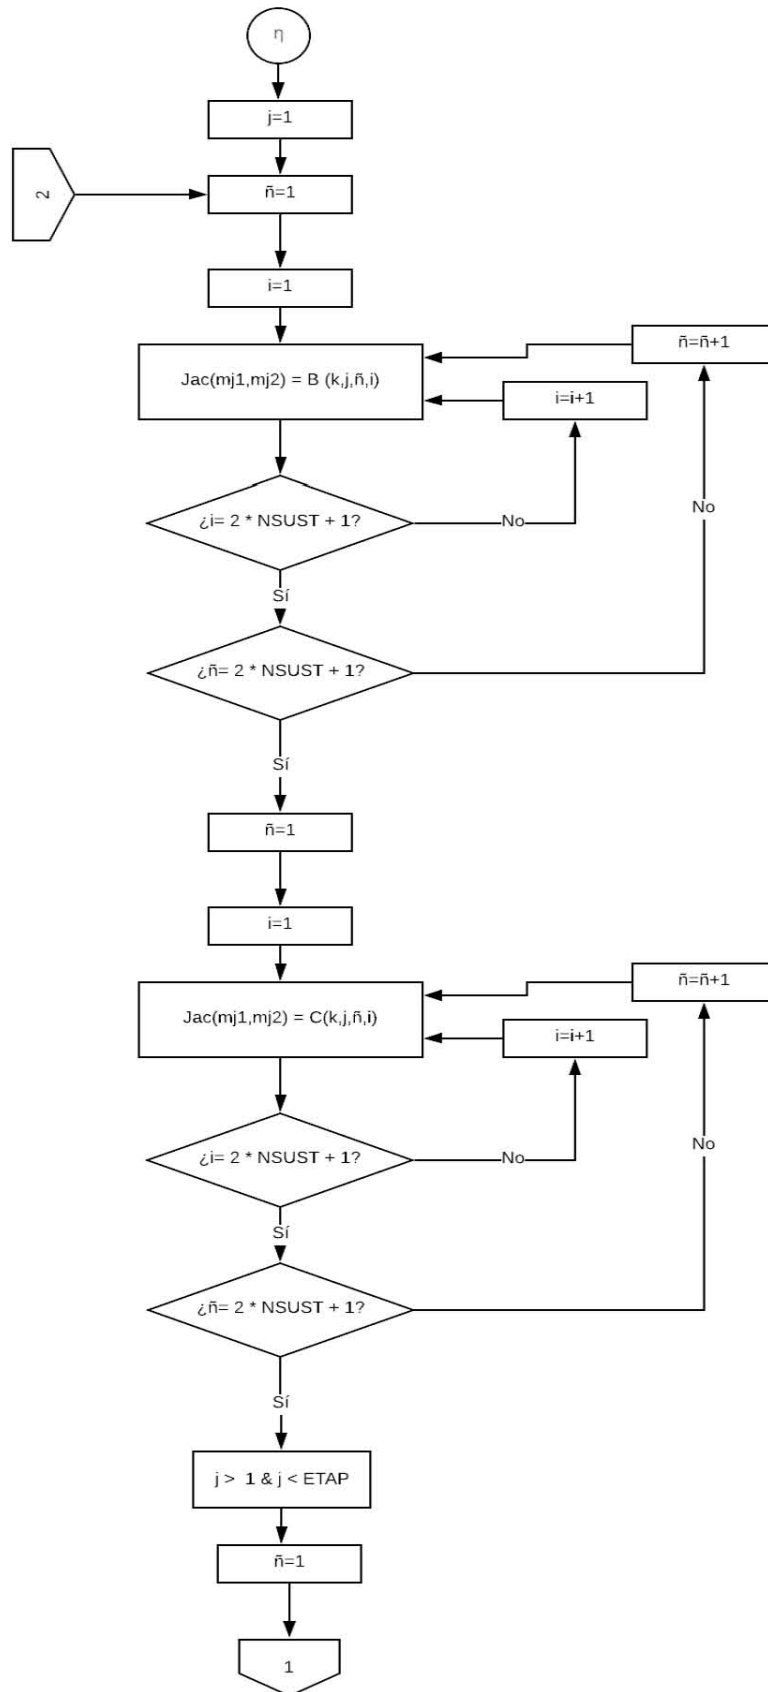 η
j=1
2
ñ=1
i=1
ñ=ñ+1
Jac(mj1,mj2) = B (k,j,ñ,i)
i=i+1
No
¿i= 2 * NSUST + 1?
No
Sí
¿ñ= 2 * NSUST + 1?
Sí
ñ=1
i=1
ñ=ñ+1
Jac(mj1,mj2) = C(k,j,ñ,i)
i=i+1
No
¿i= 2 * NSUST + 1?
No
Sí
¿ñ= 2 * NSUST + 1?
Sí
j > 1 & j < ETAP
ñ=1
1